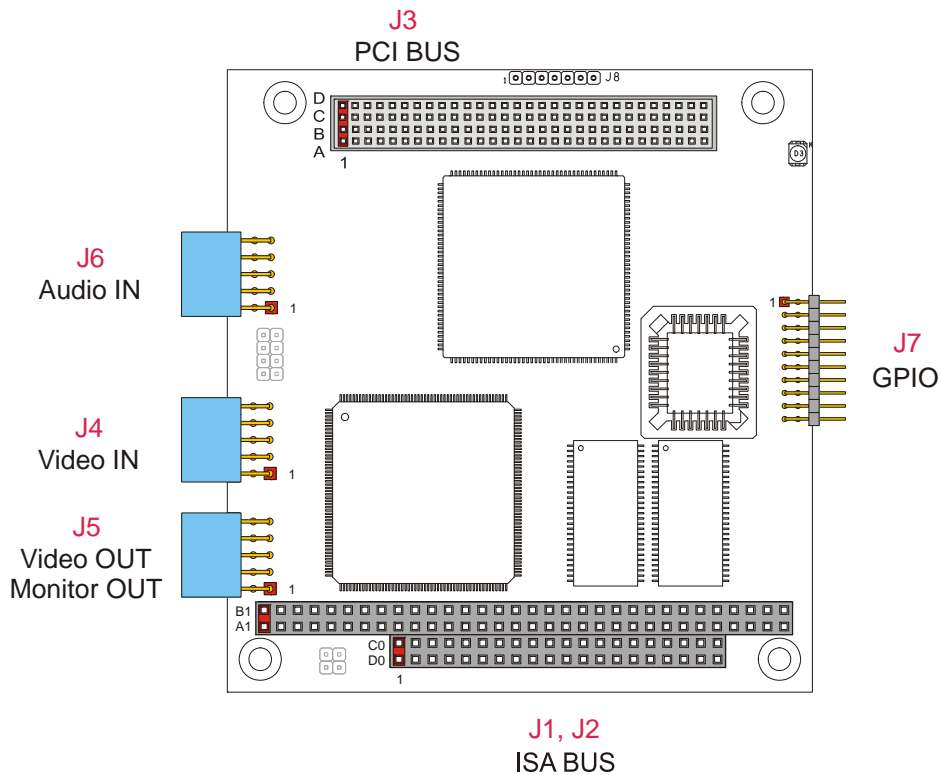 J3
PCI BUS
1
J8
D
C
B
A
1
D3
K
J6
Audio IN
1
1
J7
GPIO
J4
Video IN
1
J5
Video OUT
Monitor OUT
1
B1
A1
C0
D0
1
J1, J2
ISA BUS